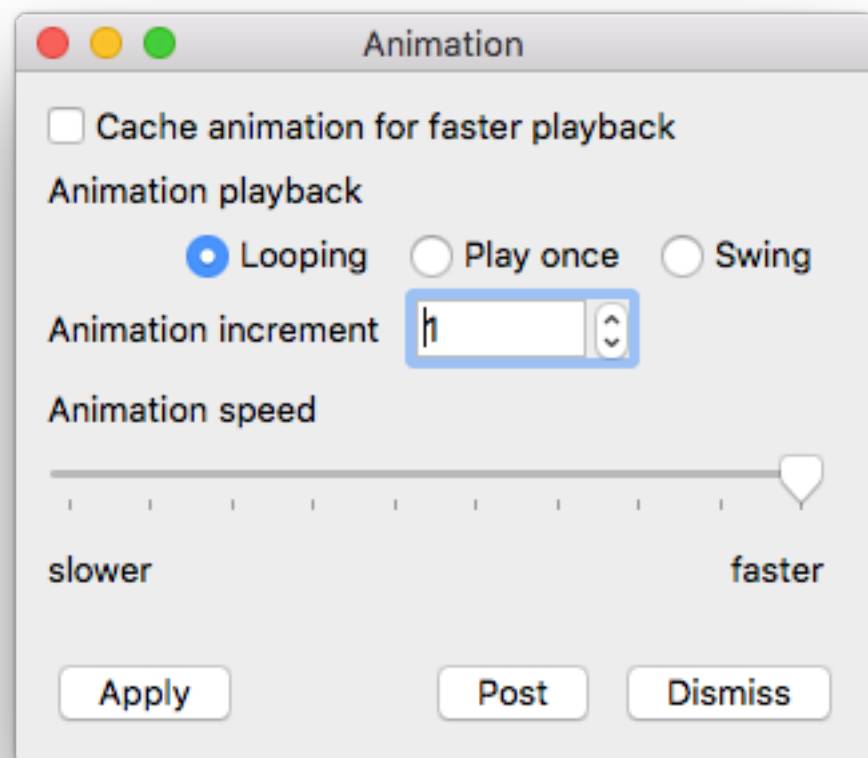 Animation
Cache animation for faster playback
Animation playback
Looping Play once Swing
Animation increment 1
Animation speed
slower faster
Apply Post Dismiss